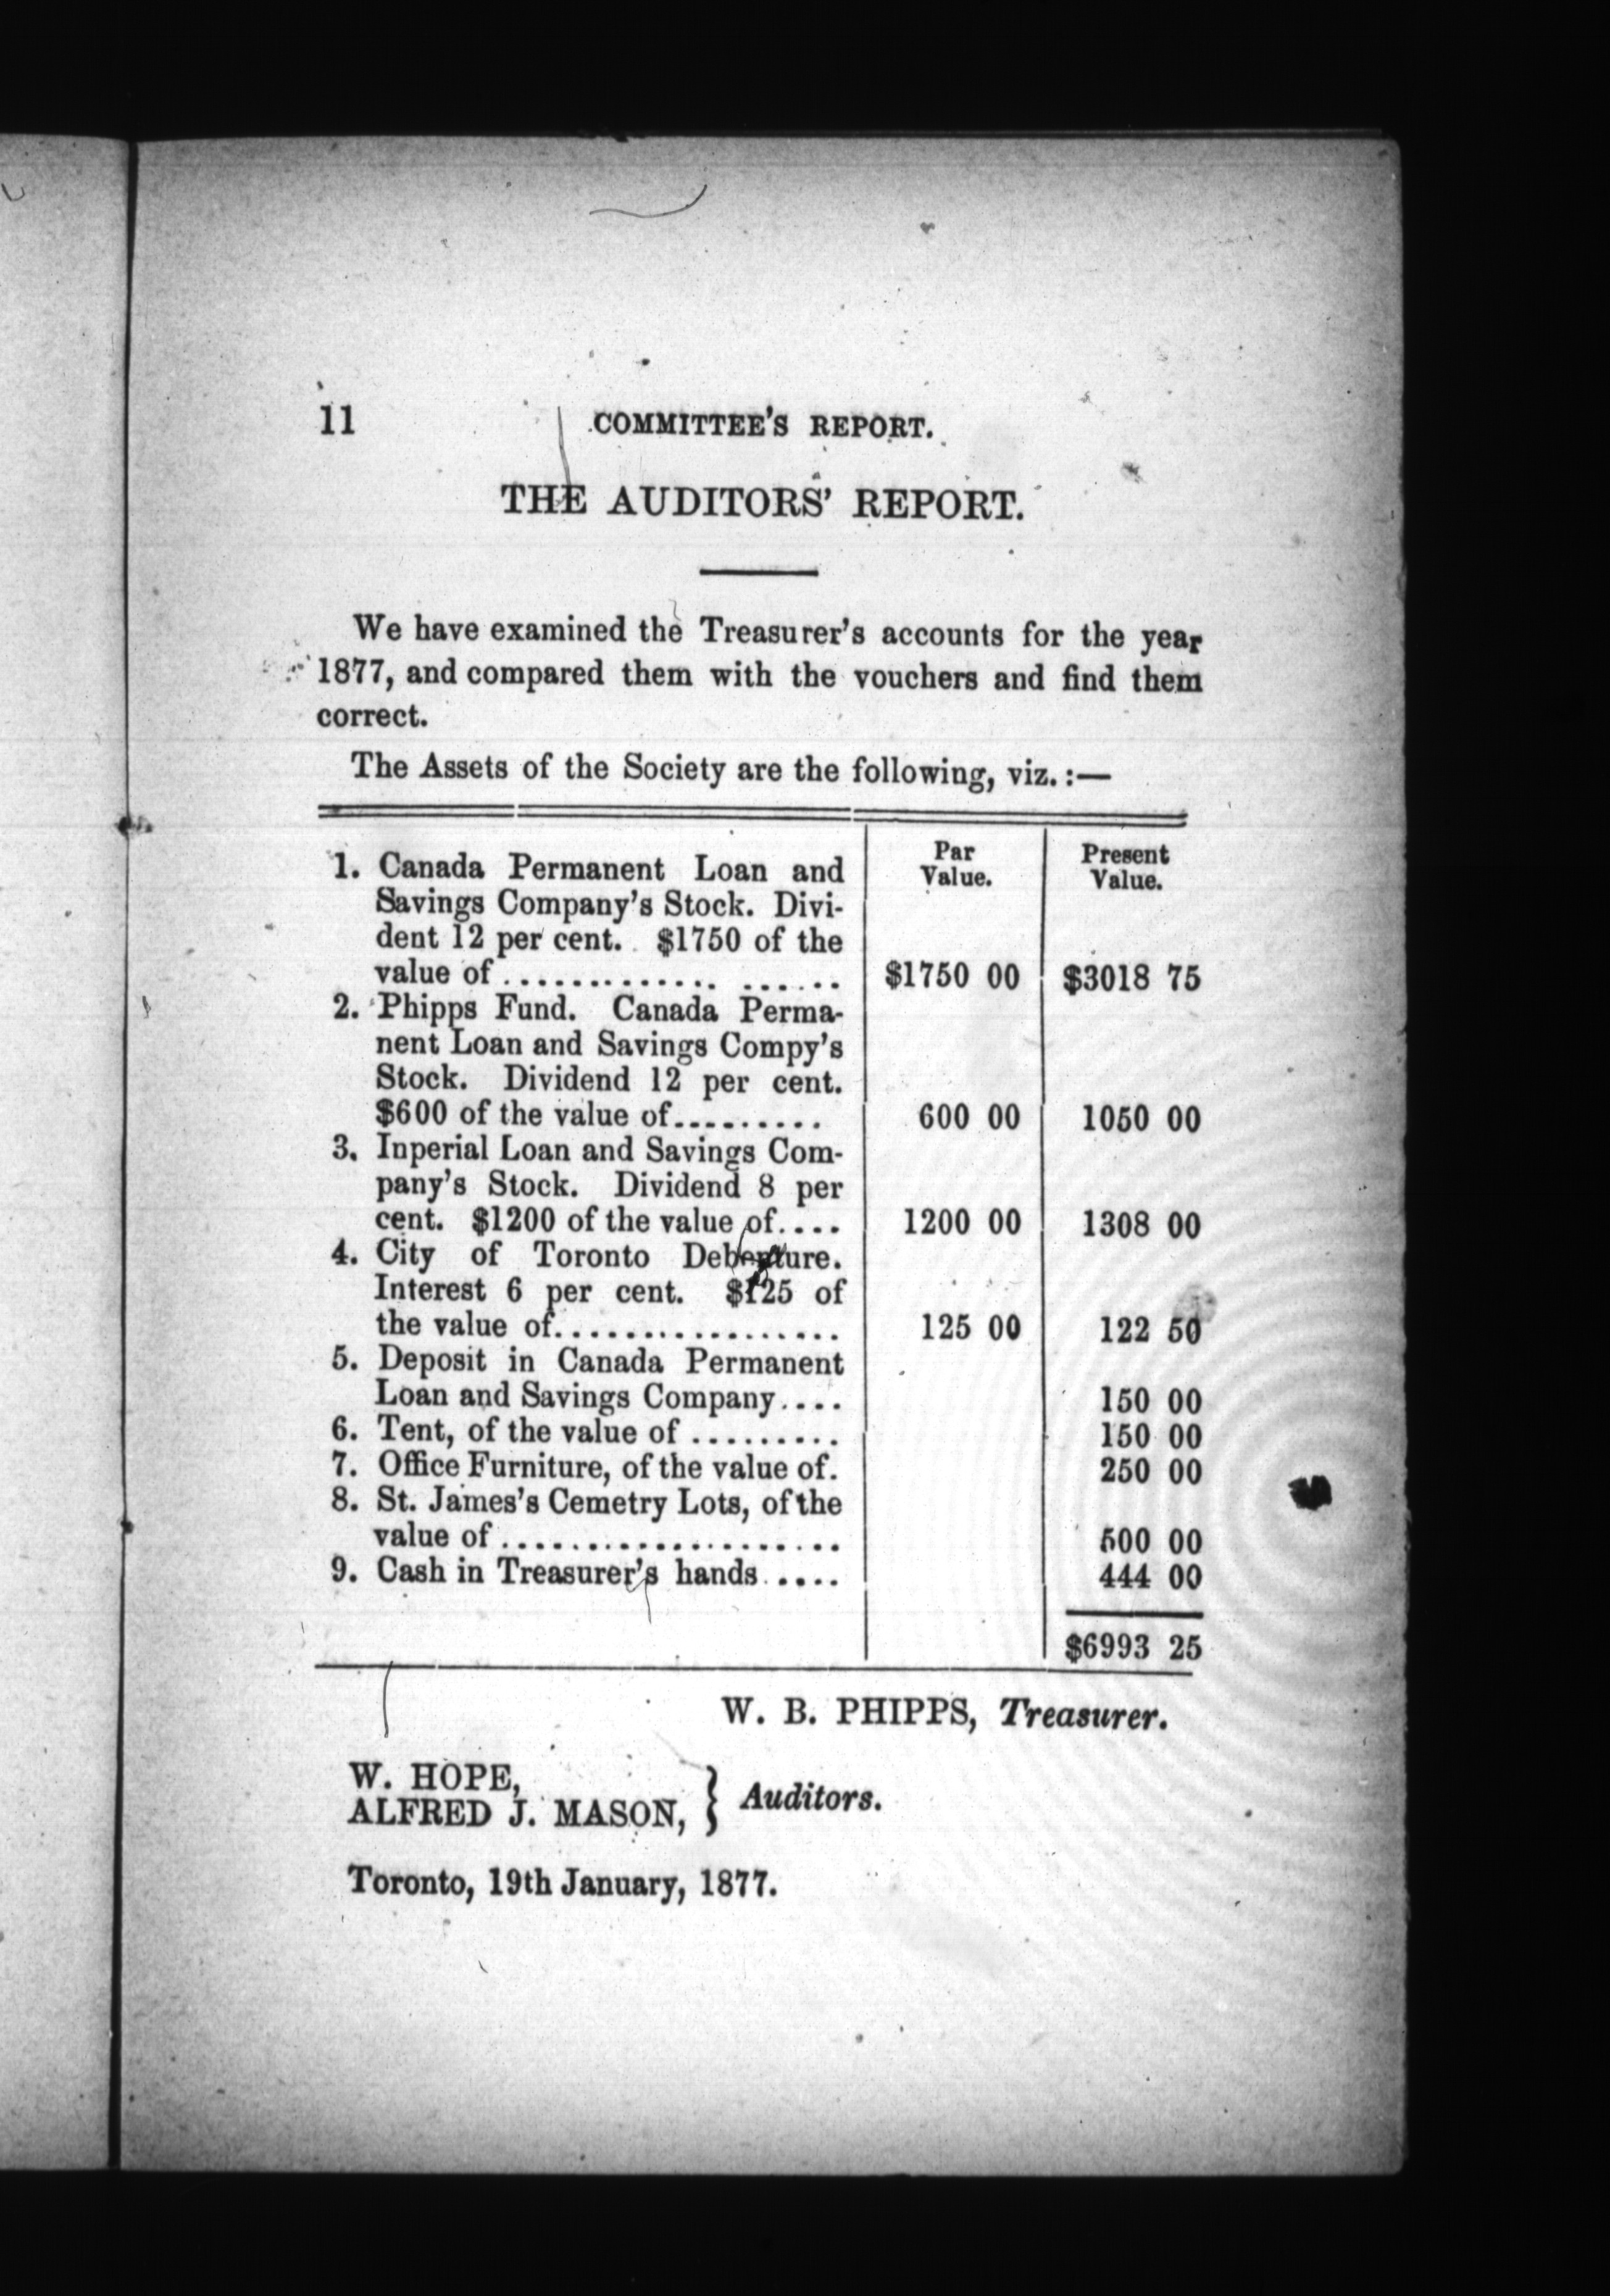 11 COMMITTEE'S REPORT.
THE AUDITORS' REPORT.
We have examined the Treasurer's accounts for the year
1877, and compared them with the vouchers and find them
correct.
The Assets of the Society are the following, viz.:—
Par Value. Present Value.
1. Canada Permanent Loan and
Savings Company's Stock. Divi-
dent 12 per cent. $1750 of the
value of ................... $1750 00 $3018 75
2. Phipps Fund. Canada Perma-
nent Loan and Savings Compy's
Stock. Dividend 12 per cent.
$600 of the value of......... 600 00 1050 00
3. Inperial Loan and Savings Com-
pany's Stock. Dividend 8 per
cent. $1200 of the value of.... 1200 00 1308 00
4. City of Toronto Debenture.
Interest 6 per cent. $125 of
the value of................. 125 00 122 50
5. Deposit in Canada Permanent
Loan and Savings Company.... 150 00
6. Tent, of the value of ......... 150 00
7. Office Furniture, of the value of. 250 00
8. St. James's Cemetry Lots, of the
value of .................... 500 00
9. Cash in Treasurer's hands ..... 444 00
$6993 25
W. B. PHIPPS, Treasurer.
W. HOPE,
ALFRED J. MASON, } Auditors.
Toronto, 19th January, 1877.